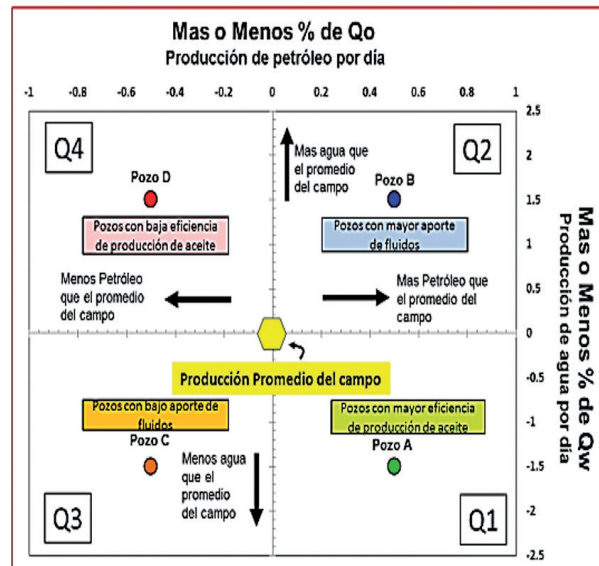 Mas o Menos % de Qo
Producción de petróleo por día
-1
-0.8
-0.6
-0.4
-0.2
0
0.2
0.4
0.6
0.8
1
Q4
Pozo D
Pozos con baja eficiencia
de producción de aceite
Menos Petróleo
que el promedio
del campo
Mas agua que
el promedio
del campo
Q2
Pozo B
Pozos con mayor aporte
de fluidos
Mas Petróleo que
el promedio del
campo
Producción Promedio del campo
Pozos con bajo aporte de
fluidos
Pozo C
Menos agua
que el
promedio
del campo
Q3
Pozos con mayor eficiencia
de producción de aceite
Pozo A
Q1
2.5
2
1.5
1
0.5
0
-0.5
-1
-1.5
-2
-2.5
Mas o Menos % de Qw
Producción de agua por día